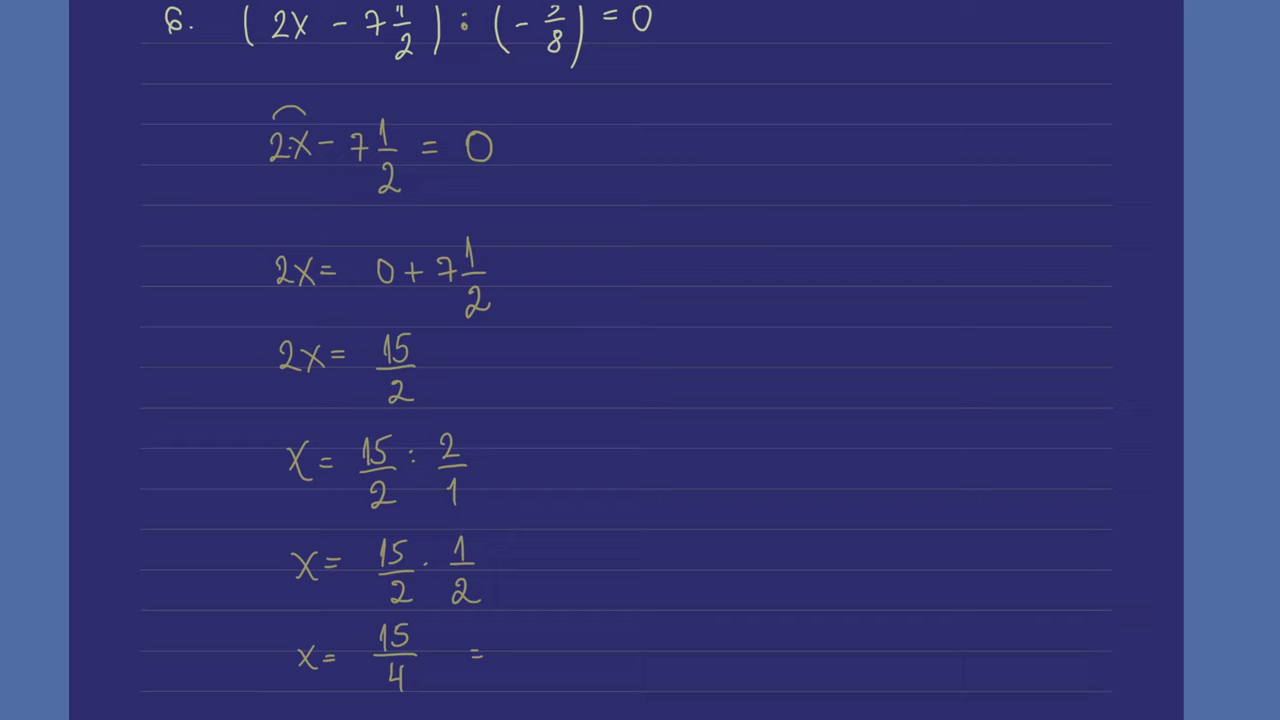 6. (2x - 7 1/2) : (- 7/8) = 0
2·x - 7 1/2 = 0
2x = 0 + 7 1/2
2x = 15/2
x = 15/2 : 2/1
x = 15/2 . 1/2
x = 15/4 =